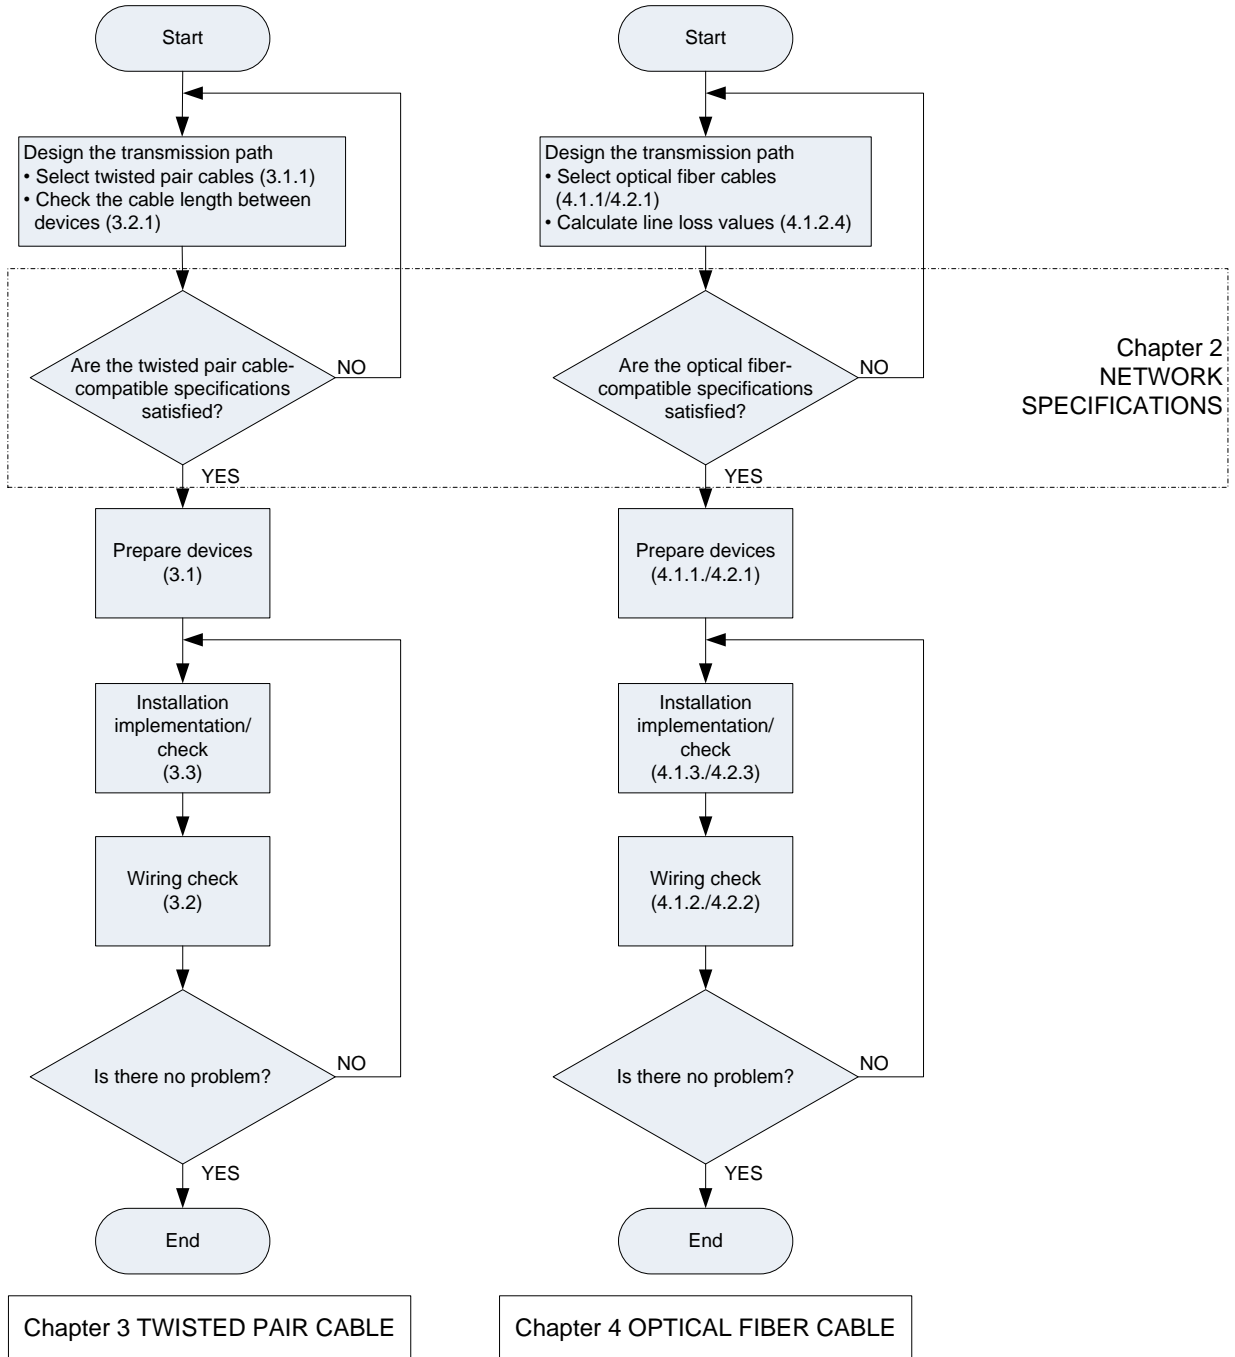 Start
Design the transmission path
• Select twisted pair cables (3.1.1)
• Check the cable length between
devices (3.2.1)
Are the twisted pair cable-
compatible specifications
satisfied?
NO
YES
Prepare devices
(3.1)
Installation
implementation/
check
(3.3)
Wiring check
(3.2)
Is there no problem?
NO
YES
End
Chapter 3 TWISTED PAIR CABLE
Start
Design the transmission path
• Select optical fiber cables
(4.1.1/4.2.1)
• Calculate line loss values (4.1.2.4)
Are the optical fiber-
compatible specifications
satisfied?
NO
YES
Prepare devices
(4.1.1./4.2.1)
Installation
implementation/
check
(4.1.3./4.2.3)
Wiring check
(4.1.2./4.2.2)
Is there no problem?
NO
YES
End
Chapter 4 OPTICAL FIBER CABLE
Chapter 2
NETWORK
SPECIFICATIONS